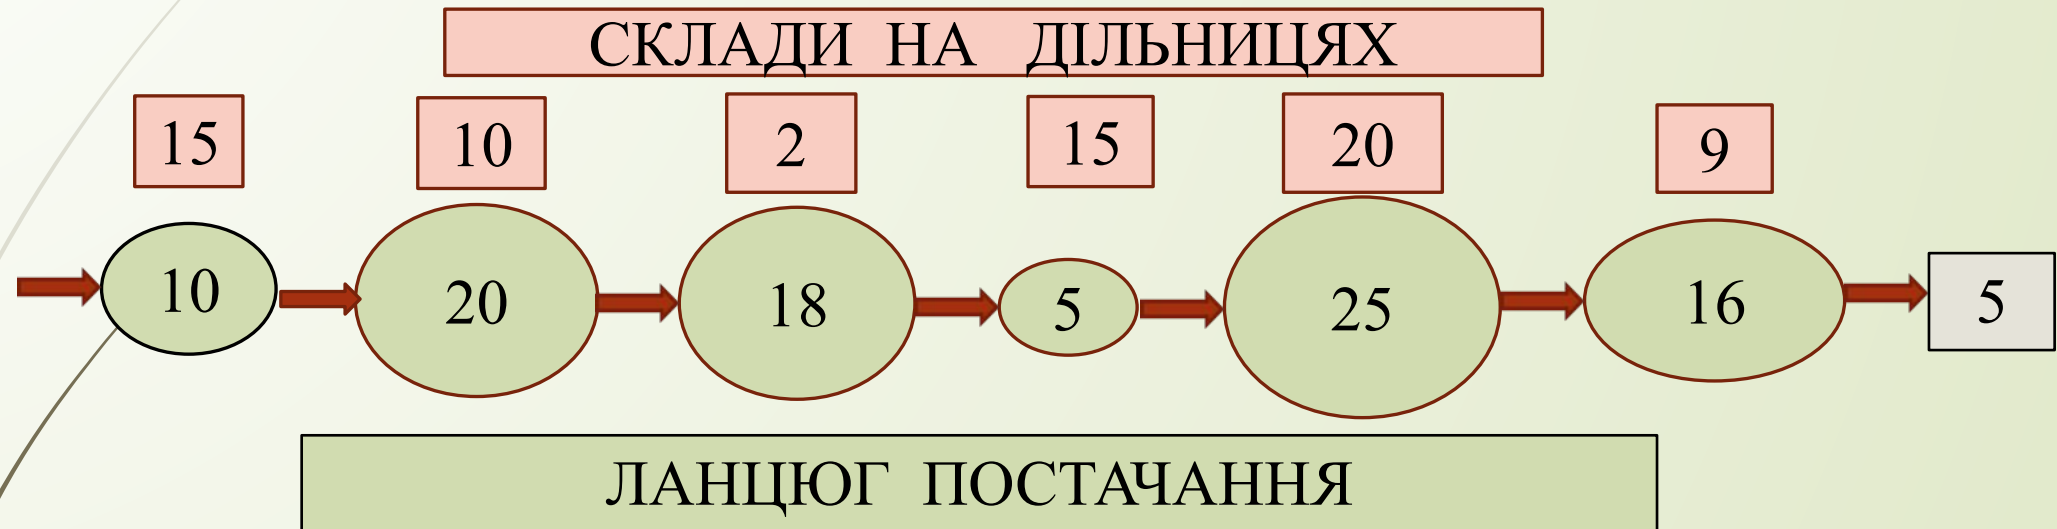 СКЛАДИ НА ДІЛЬНИЦЯХ
15 10 2 15 20 9
10 20 18 5 25 16 5
ЛАНЦЮГ ПОСТАЧАННЯ